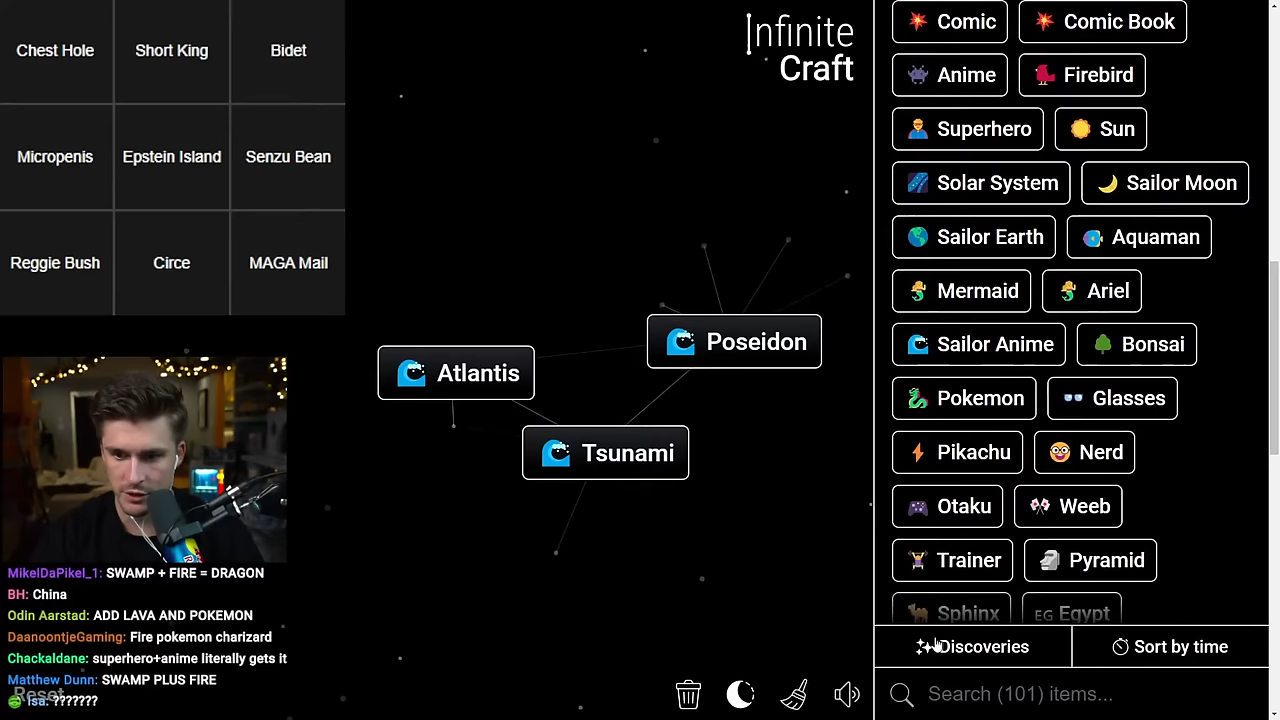 Chest Hole
Short King
Bidet
Micropenis
Epstein Island
Senzu Bean
Reggie Bush
Circe
MAGA Mail
Infinite
Craft
Atlantis
Poseidon
Tsunami
Comic
Comic Book
Anime
Firebird
Superhero
Sun
Solar System
Sailor Moon
Sailor Earth
Aquaman
Mermaid
Ariel
Sailor Anime
Bonsai
Pokemon
Glasses
Pikachu
Nerd
Otaku
Weeb
Trainer
Pyramid
Sphinx
EG Egypt
Discoveries
Sort by time
Search (101) items...
MikelDaPikel_1: SWAMP + FIRE = DRAGON
BH: China
Odin Aarstad: ADD LAVA AND POKEMON
DaanoontjeGaming: Fire pokemon charizard
Chackaldane: superhero+anime literally gets it
Matthew Dunn: SWAMP PLUS FIRE
Reset
Isa: ???????